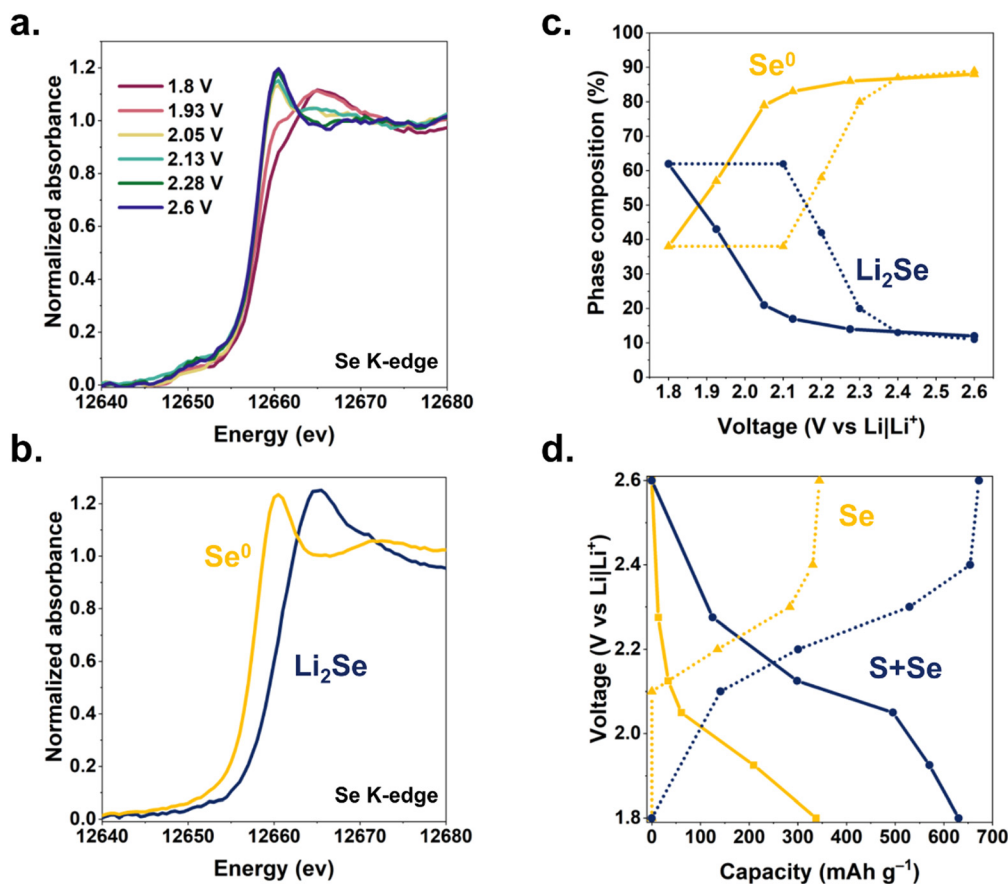 a.
Normalized absorbance
1.2
1.0
0.8
0.6
0.4
0.2
0.0
1.8 V
1.93 V
2.05 V
2.13 V
2.28 V
2.6 V
Se K-edge
12640 12650 12660 12670 12680
Energy (ev)
b.
Normalized absorbance
1.2
1.0
0.8
0.6
0.4
0.2
0.0
Se⁰
Li₂Se
Se K-edge
12640 12650 12660 12670 12680
Energy (ev)
c.
Phase composition (%)
100
90
80
70
60
50
40
30
20
10
0
Se⁰
Li₂Se
1.8 1.9 2.0 2.1 2.2 2.3 2.4 2.5 2.6
Voltage (V vs Li|Li⁺)
d.
Voltage (V vs Li|Li⁺)
2.6
2.4
2.2
2.0
1.8
Se
S+Se
0 100 200 300 400 500 600 700
Capacity (mAh g⁻¹)